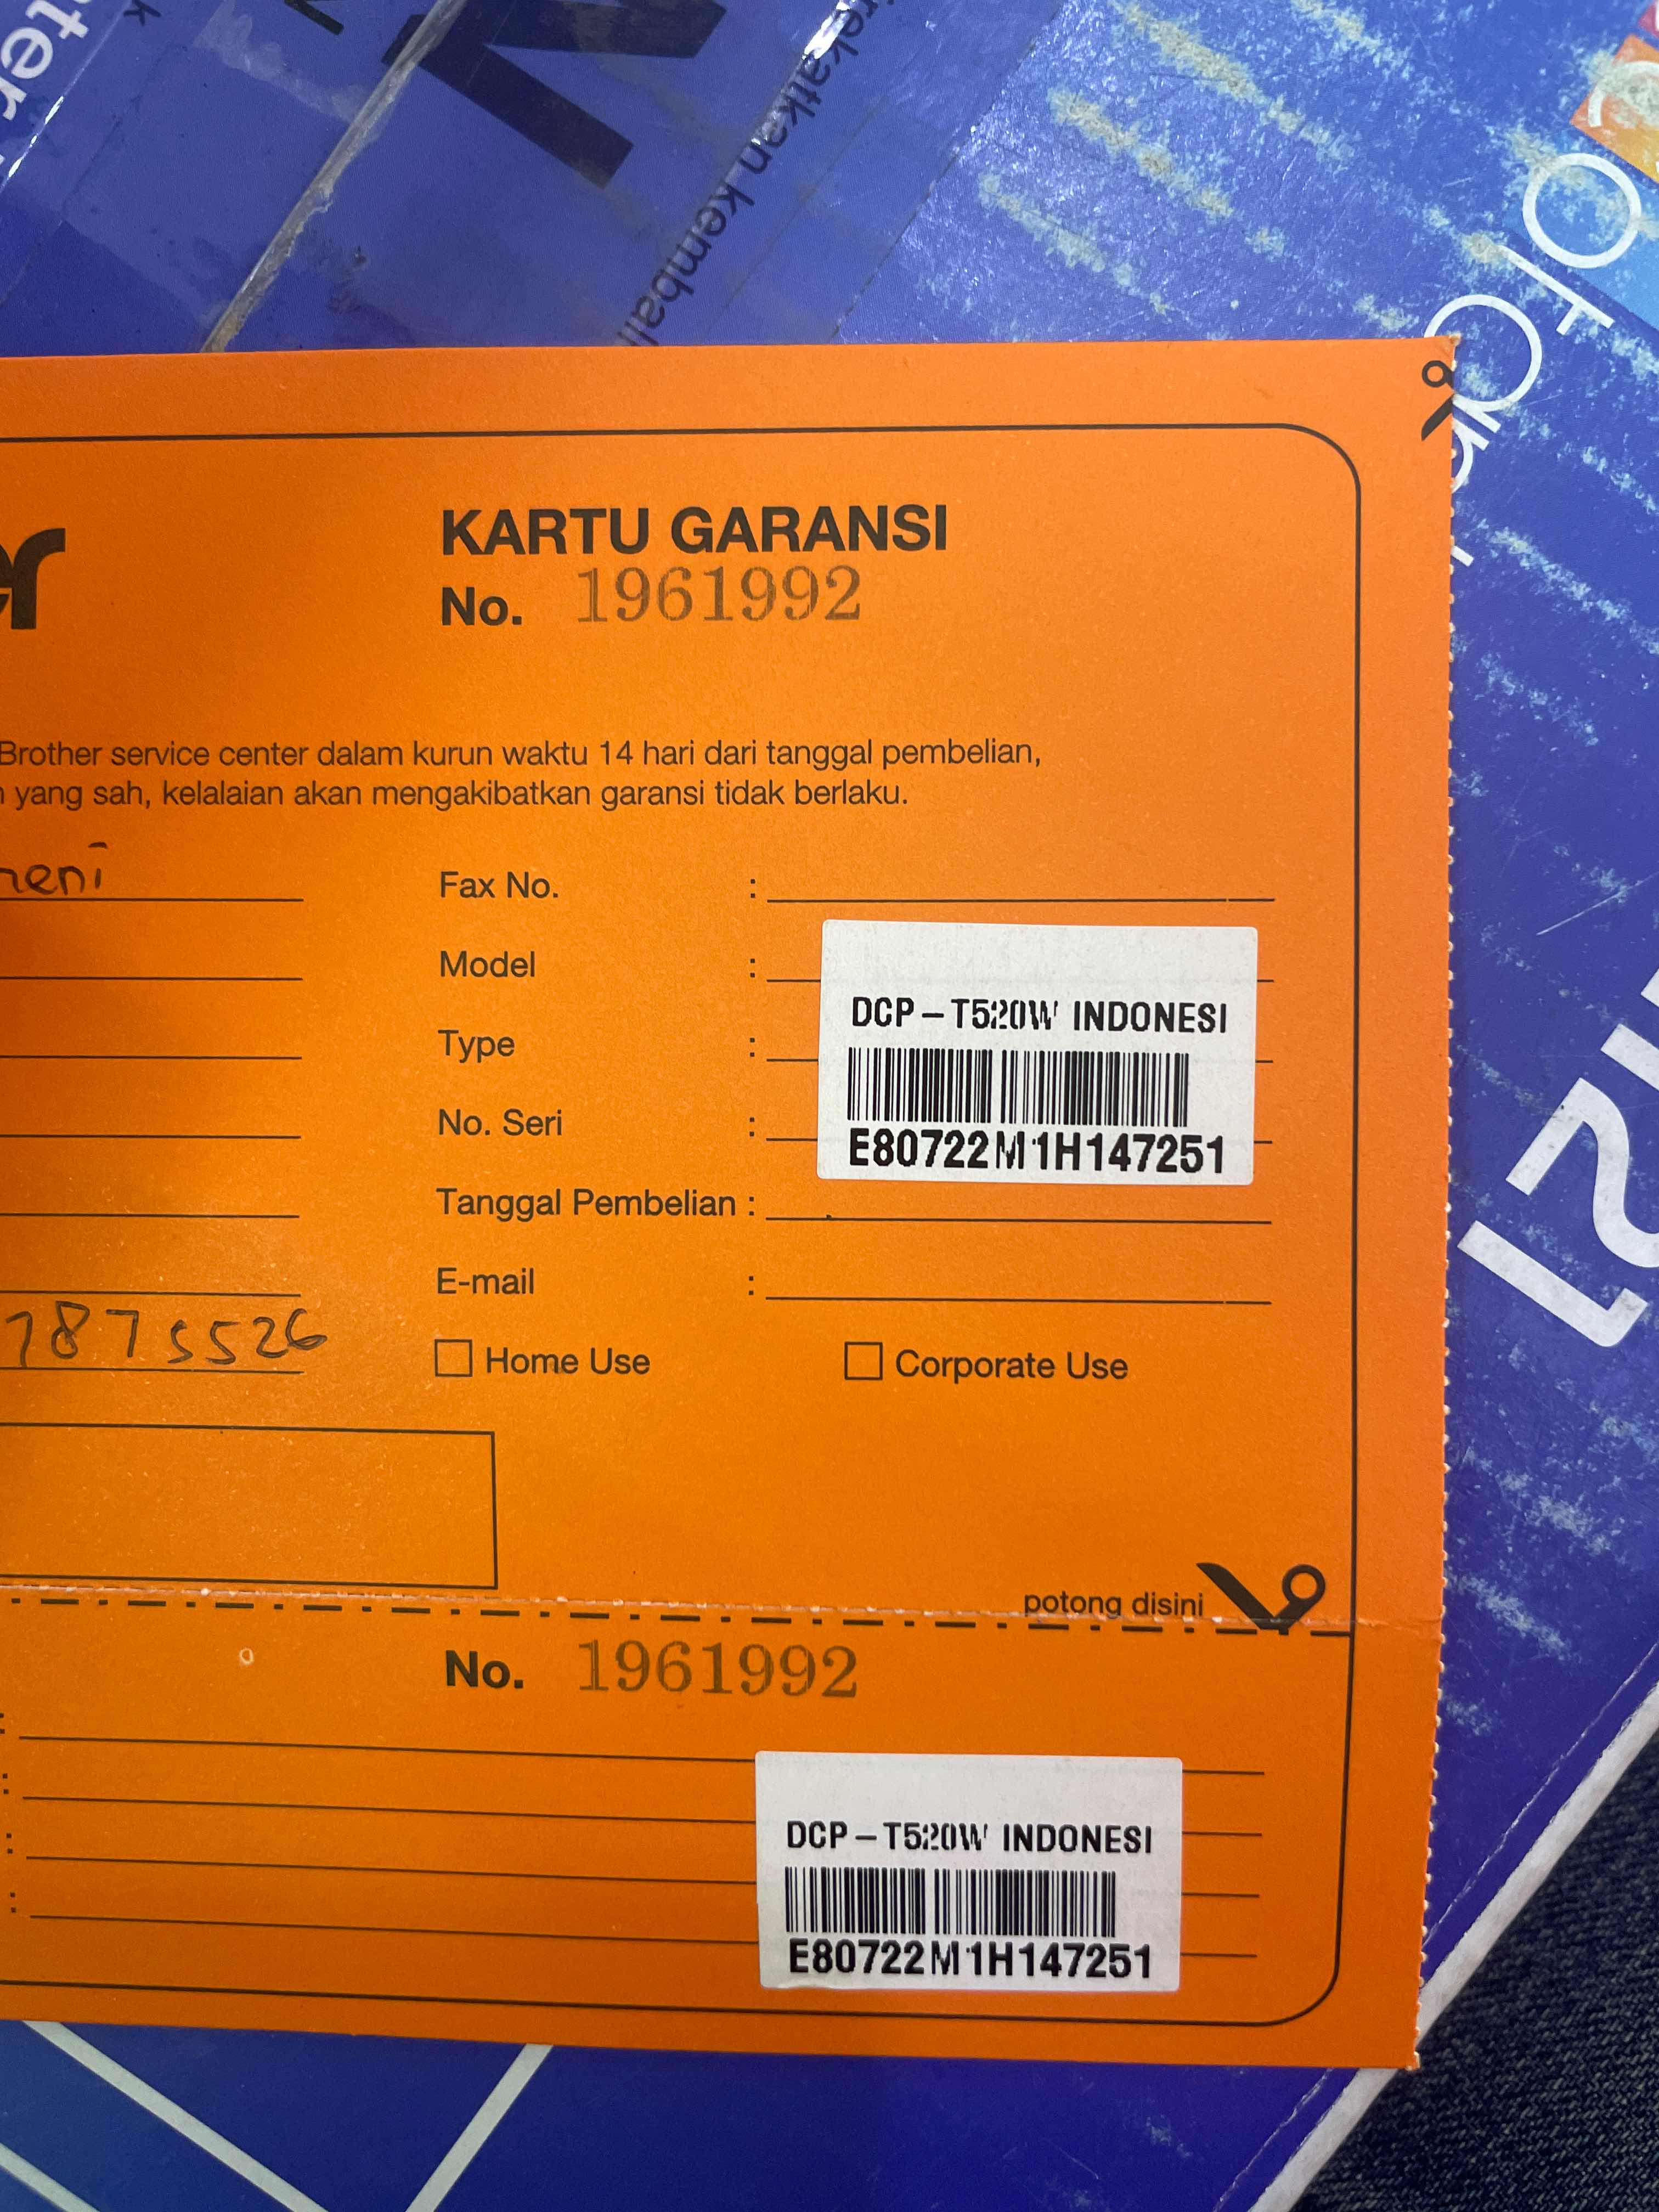 KARTU GARANSI
No. 1961992
Brother service center dalam kurun waktu 14 hari dari tanggal pembelian,
yang sah, kelalaian akan mengakibatkan garansi tidak berlaku.
Fax No. :
Model :
DCP-T520W INDONESI
Type :
No. Seri :
E80722M1H147251
Tanggal Pembelian :
E-mail :
7875526
Home Use
Corporate Use
potong disini
No. 1961992
DCP-T520W INDONESI
E80722M1H147251